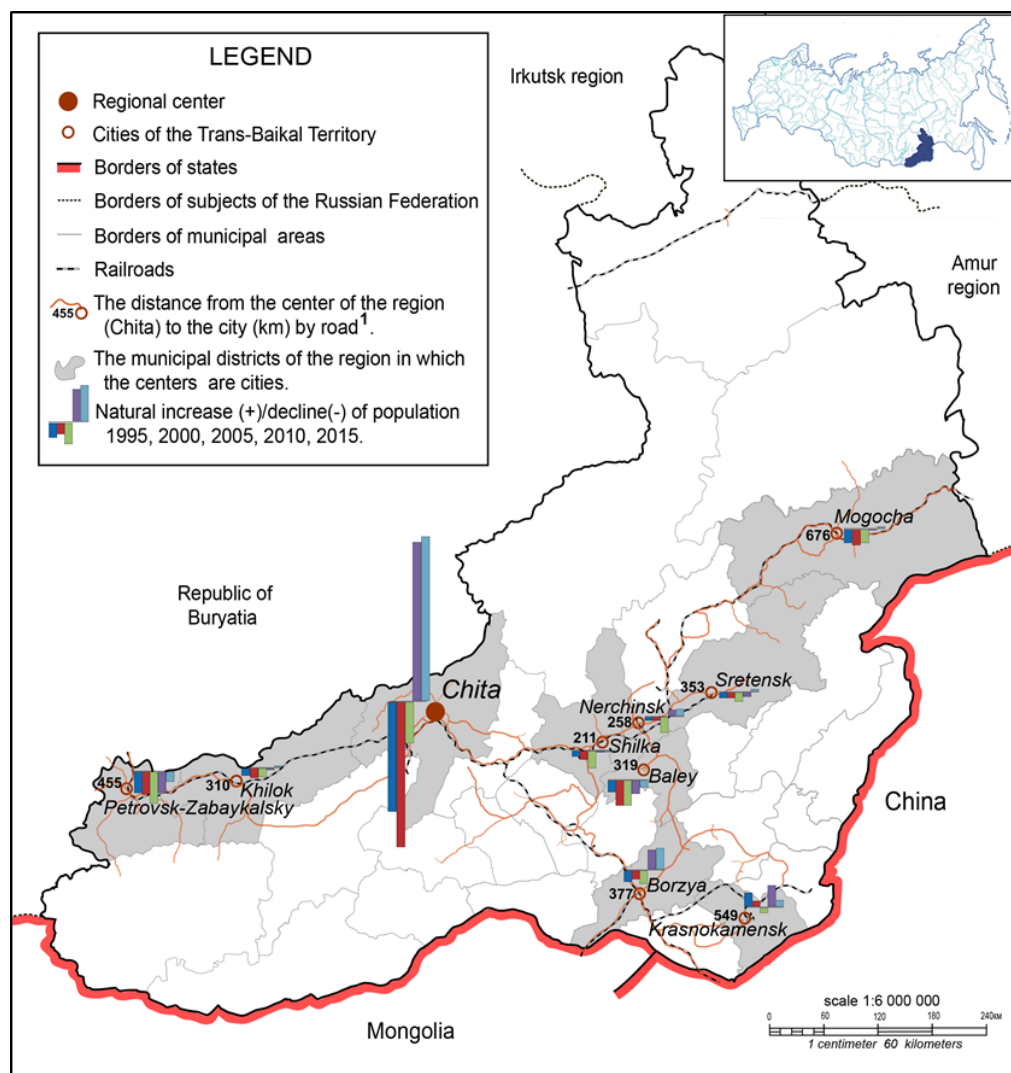 LEGEND
Regional center
Cities of the Trans-Baikal Territory
Borders of states
Borders of subjects of the Russian Federation
Borders of municipal areas
Railroads
455
The distance from the center of the region
(Chita) to the city (km) by road1.
The municipal districts of the region in which
the centers are cities.
Natural increase (+)/decline(-) of population
1995, 2000, 2005, 2010, 2015.
Irkutsk region
Amur
region
Republic of
Buryatia
Mogocha
676
Chita
Sretensk
353
Nerchinsk
258
211
Shilka
319
Baley
455
310
Khilok
Petrovsk-Zabaykalsky
China
Borzya
377
549
Krasnokamensk
Mongolia
scale 1:6 000 000
0 60 120 180 240 км
1 centimeter 60 kilometers